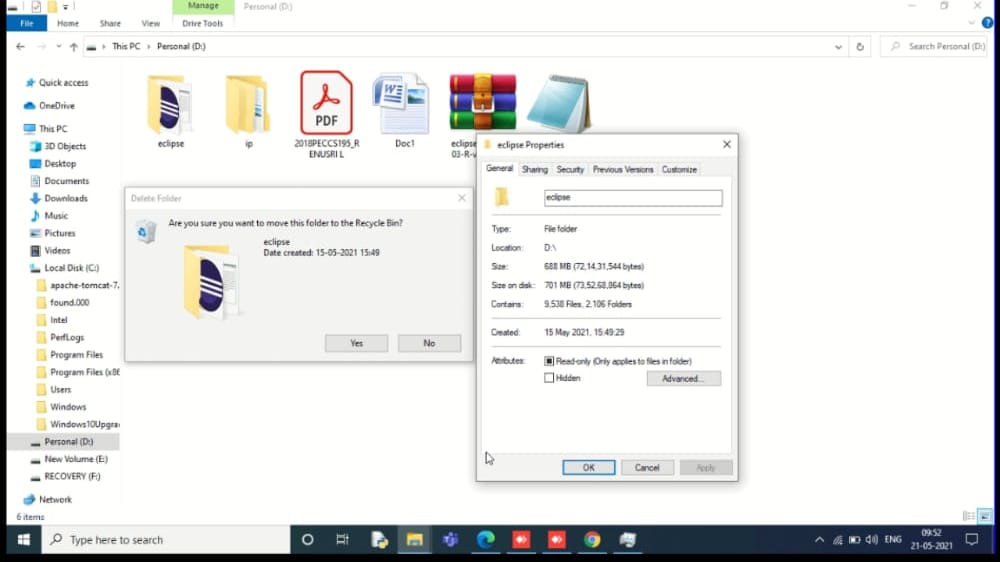 Manage
Personal (D:)
File
Home
Share
View
Drive Tools
This PC
Personal (D:)
Search Personal (D:)
Quick access
OneDrive
This PC
3D Objects
Desktop
Documents
Downloads
Music
Pictures
Videos
Local Disk (C:)
apache-tomcat-7.
found.000
Intel
PerfLogs
Program Files
Program Files (x86
Users
Windows
Windows10Upgra
Personal (D:)
New Volume (E:)
RECOVERY (F:)
Network
6 items
eclipse
ip
PDF
2018PECCS195_R
ENUSRI L
Doc1
eclipse
03-R-v
Delete Folder
Are you sure you want to move this folder to the Recycle Bin?
eclipse
Date created: 15-05-2021 15:49
Yes
No
eclipse Properties
General
Sharing
Security
Previous Versions
Customize
eclipse
Type:
File folder
Location:
D:\
Size:
688 MB (72,14,31,544 bytes)
Size on disk:
701 MB (73,52,68,864 bytes)
Contains:
9,538 Files, 2,106 Folders
Created:
15 May 2021, 15:49:29
Attributes:
Read-only (Only applies to files in folder)
Hidden
Advanced...
OK
Cancel
Apply
Type here to search
ENG
09:52
21-05-2021